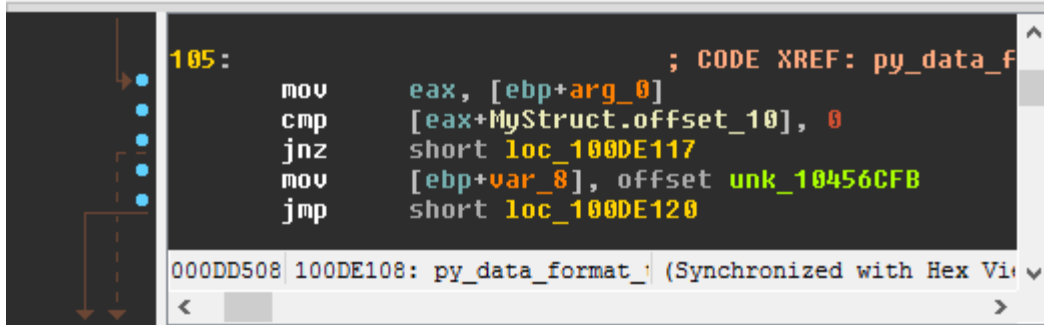 105: ; CODE XREF: py_data_f
mov eax, [ebp+arg_0]
cmp [eax+MyStruct.offset_10], 0
jnz short loc_100DE117
mov [ebp+var_8], offset unk_10456CFB
jmp short loc_100DE120
000DD508 100DE108: py_data_format_ (Synchronized with Hex Vi